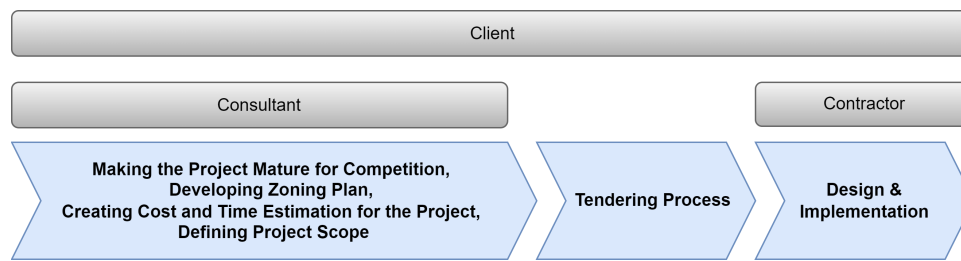 Client
Consultant
Contractor
Making the Project Mature for Competition,
Developing Zoning Plan,
Creating Cost and Time Estimation for the Project,
Defining Project Scope
Tendering Process
Design &
Implementation